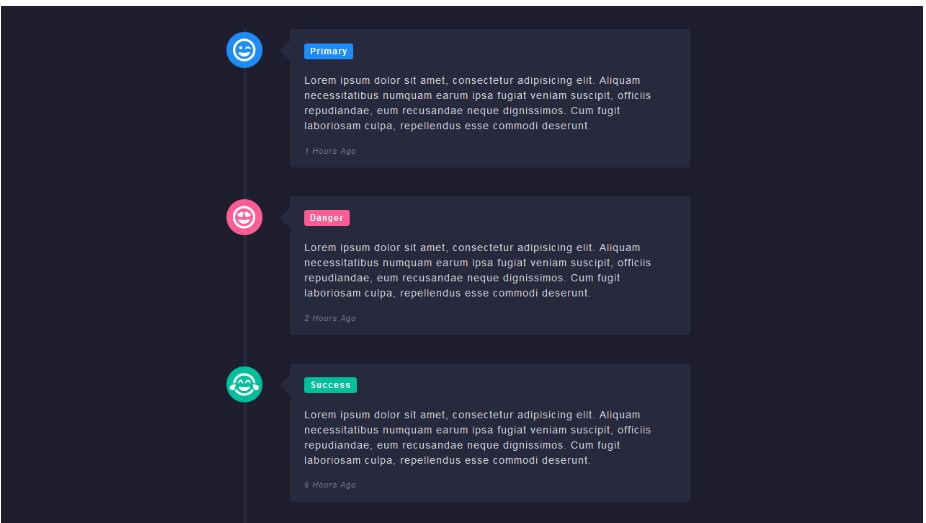 Primary
Lorem ipsum dolor sit amet, consectetur adipisicing elit. Aliquam
necessitatibus numquam earum ipsa fugiat veniam suscipit, officiis
repudiandae, eum recusandae neque dignissimos. Cum fugit
laboriosam culpa, repellendus esse commodi deserunt.
1 Hours Ago
Danger
Lorem ipsum dolor sit amet, consectetur adipisicing elit. Aliquam
necessitatibus numquam earum ipsa fugiat veniam suscipit, officiis
repudiandae, eum recusandae neque dignissimos. Cum fugit
laboriosam culpa, repellendus esse commodi deserunt.
2 Hours Ago
Success
Lorem ipsum dolor sit amet, consectetur adipisicing elit. Aliquam
necessitatibus numquam earum ipsa fugiat veniam suscipit, officiis
repudiandae, eum recusandae neque dignissimos. Cum fugit
laboriosam culpa, repellendus esse commodi deserunt.
6 Hours Ago